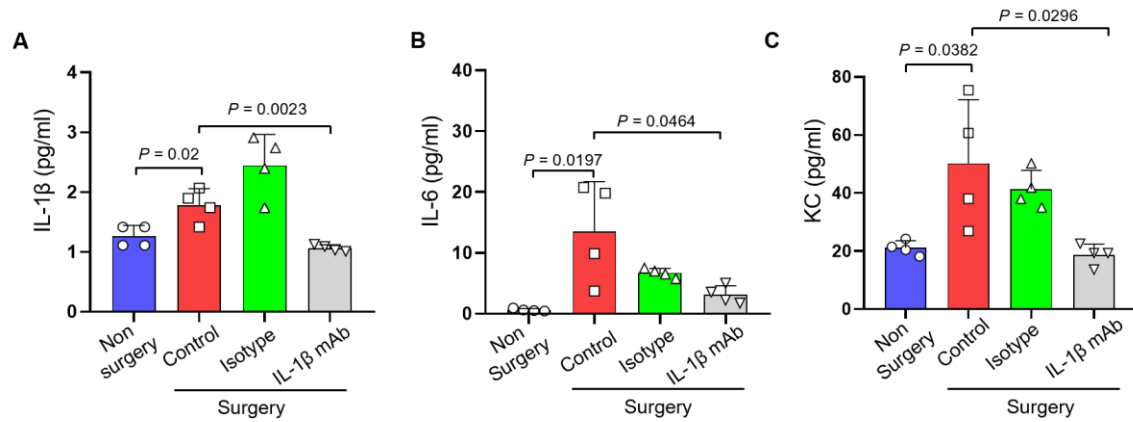 A
IL-1β (pg/ml)
4
3
2
1
0
P = 0.0023
P = 0.02
Non
surgery
Control
Isotype
IL-1β mAb
Surgery
B
IL-6 (pg/ml)
40
30
20
10
0
P = 0.0464
P = 0.0197
Non
Surgery
Control
Isotype
IL-1β mAb
Surgery
C
KC (pg/ml)
80
60
40
20
0
P = 0.0296
P = 0.0382
Non
Surgery
Control
Isotype
IL-1β mAb
Surgery